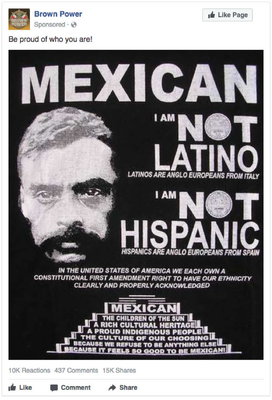 Brown Power
Sponsored ·
Like Page
Be proud of who you are!
MEXICAN
I AM NOT
LATINO
LATINOS ARE ANGLO EUROPEANS FROM ITALY
I AM NOT
HISPANIC
HISPANICS ARE ANGLO EUROPEANS FROM SPAIN
IN THE UNITED STATES OF AMERICA WE EACH OWN A
CONSTITUTIONAL FIRST AMENDMENT RIGHT TO HAVE OUR ETHNICITY
CLEARLY AND PROPERLY ACKNOWLEDGED
MEXICAN
THE CHILDREN OF THE SUN
A RICH CULTURAL HERITAGE
A PROUD INDIGENOUS PEOPLE
THE CULTURE OF OUR CHOOSING
BECAUSE WE REFUSE TO BE ANYTHING ELSE
BECAUSE IT FEELS SO GOOD TO BE MEXICAN!
10K Reactions 437 Comments 15K Shares
Like Comment Share